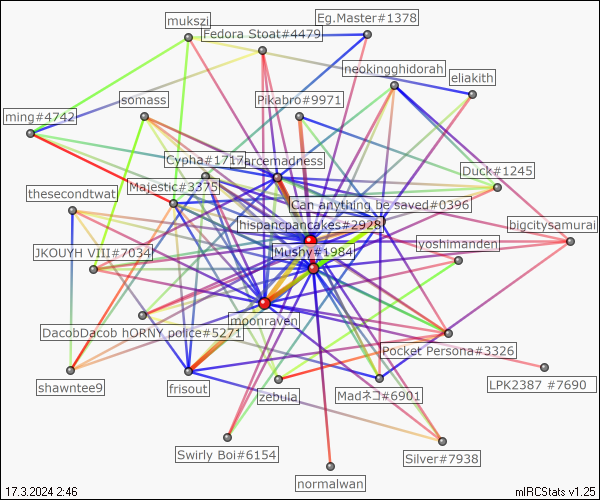 mukszi
Eg.Master#1378
Fedora Stoat#4479
neokingghidorah
eliakith
somass
Pikabro#9971
ming#4742
Cypha#1717
arcemadness
Duck#1245
thesecondtwat
Majestic#3375
Can anything be saved#0396
hispancpancakes#2928
bigcitysamurai
JKOUYH VIII#7034
Mushy#1984
yoshimanden
moonraven
DacobDacob hORNY police#5271
Pocket Persona#3326
shawntee9
frisout
zebula
Madネコ#6901
LPK2387 #7690
Swirly Boi#6154
Silver#7938
normalwan
17.3.2024 2:46
mIRCStats v1.25